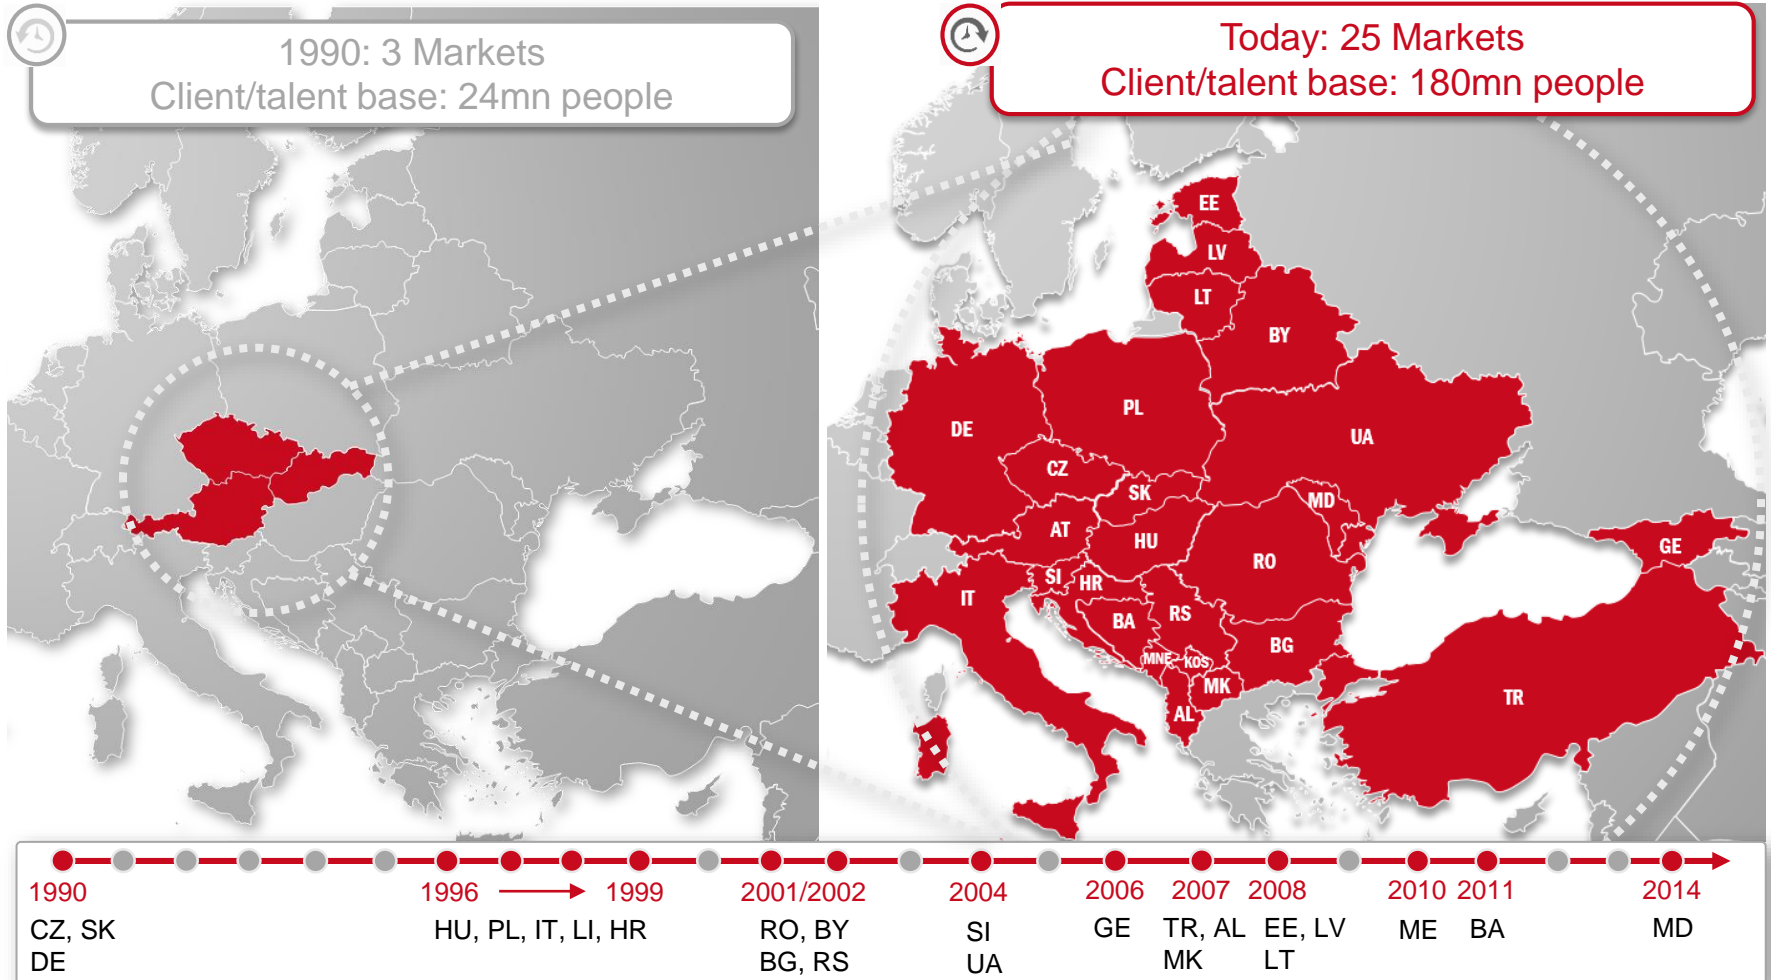 1990: 3 Markets
Client/talent base: 24mn people
Today: 25 Markets
Client/talent base: 180mn people
EE
LV
LT
BY
PL
DE
UA
CZ
SK
MD
AT
HU
GE
RO
SI
HR
IT
BA
RS
BG
MNE
KOS
MK
TR
AL
1990
1996
1999
2001/2002
2004
2006
2007
2008
2010
2011
2014
CZ, SK
DE
HU, PL, IT, LI, HR
RO, BY
BG, RS
SI
UA
GE
TR, AL
MK
EE, LV
LT
ME
BA
MD